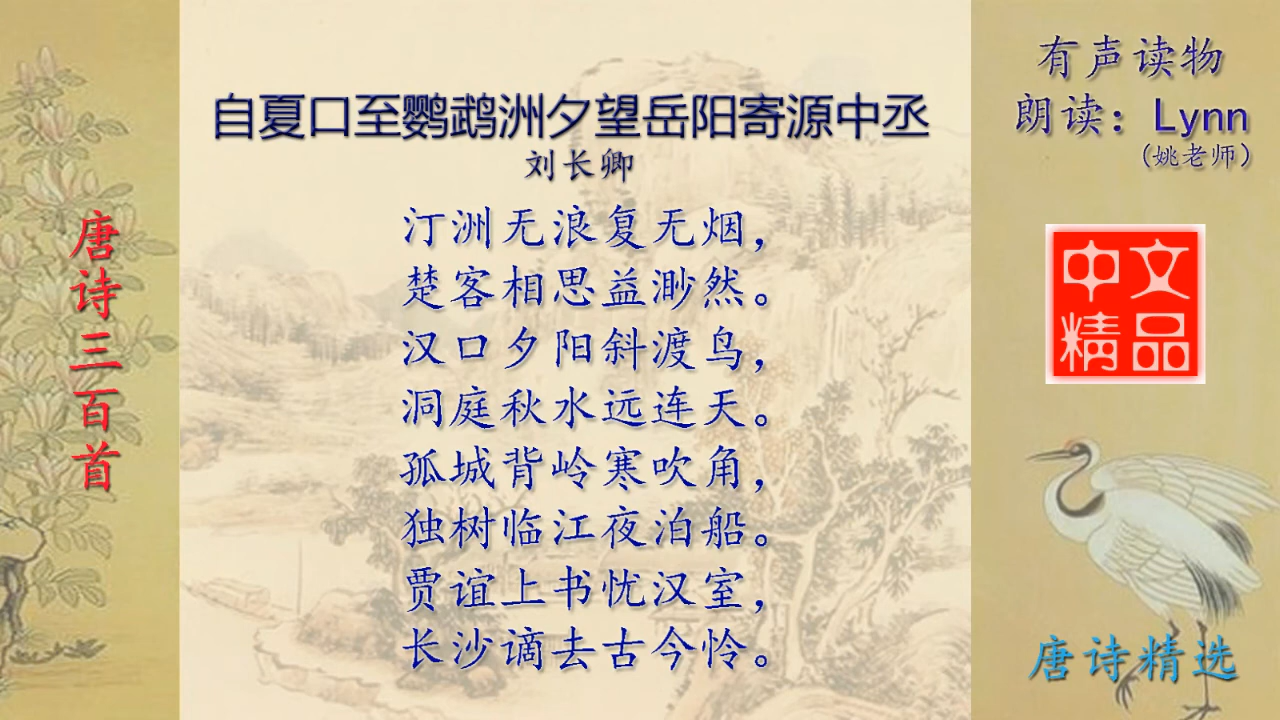 自夏口至鹦鹉洲夕望岳阳寄源中丞
刘长卿
汀洲无浪复无烟，
楚客相思益渺然。
汉口夕阳斜渡鸟，
洞庭秋水远连天。
孤城背岭寒吹角，
独树临江夜泊船。
贾谊上书忧汉室，
长沙谪去古今怜。
唐诗三百首
有声读物
朗读：Lynn
（姚老师）
中文
精品
唐诗精选